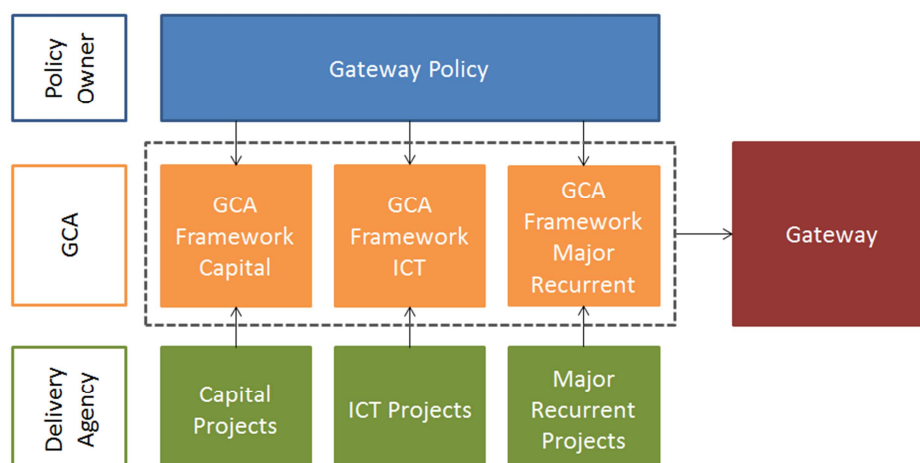 Policy
Owner
Gateway Policy
GCA
GCA
Framework
Capital
GCA
Framework
ICT
GCA
Framework
Major
Recurrent
Gateway
Delivery
Agency
Capital
Projects
ICT Projects
Major
Recurrent
Projects